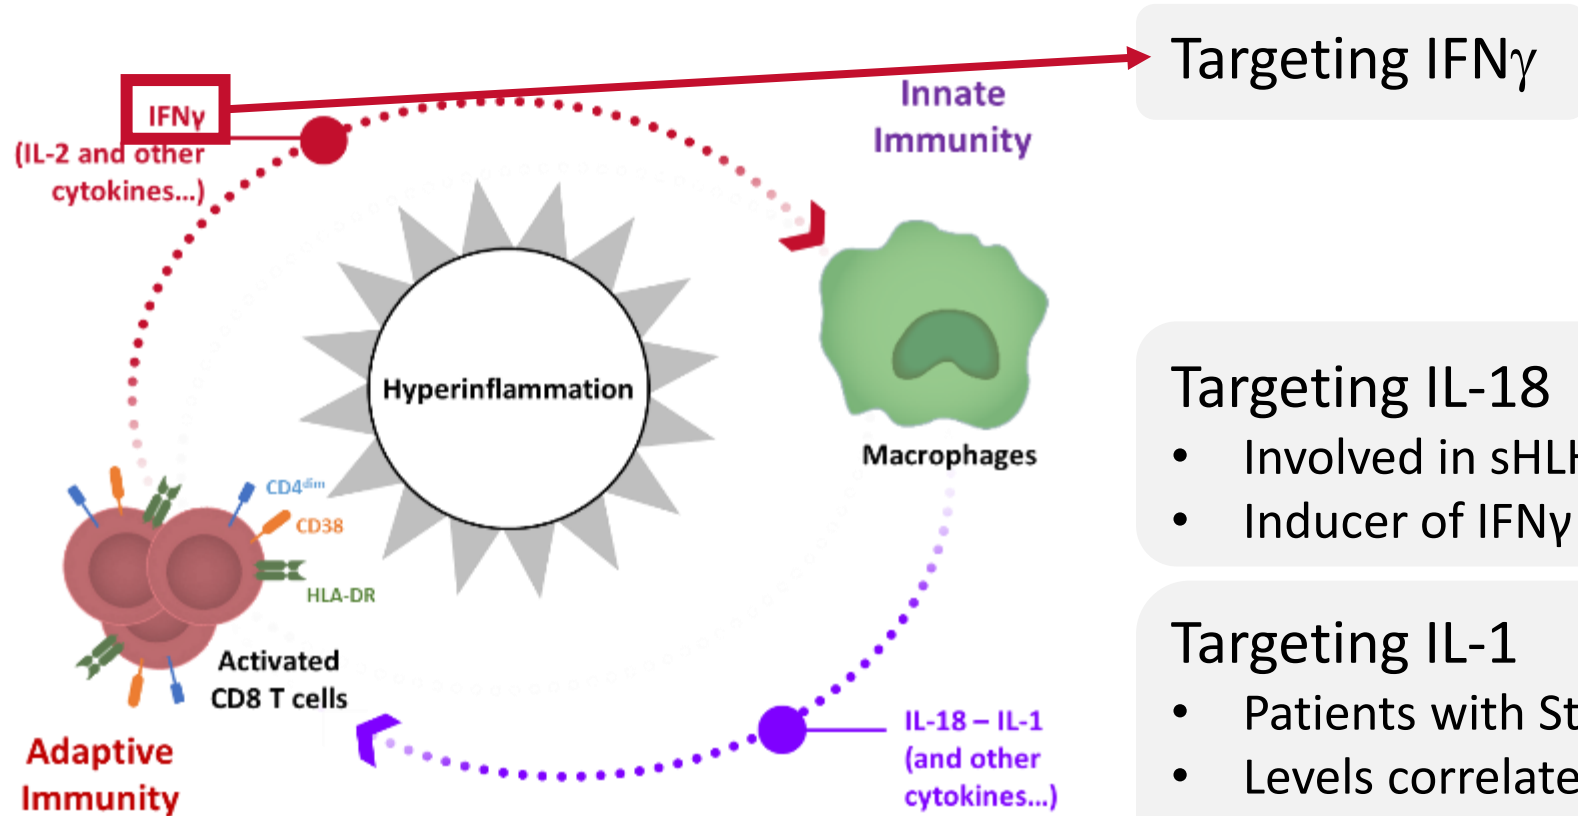 IFNγ
(IL-2 and other
cytokines...)
Innate
Immunity
Hyperinflammation
Macrophages
CD4dim
CD38
HLA-DR
Activated
CD8 T cells
Adaptive
Immunity
IL-18 – IL-1
(and other
cytokines...)
Targeting IFNγ
Targeting IL-18
• Involved in
• Inducer of IFNγ
Targeting IL-1
• Patients with
• Levels correlate